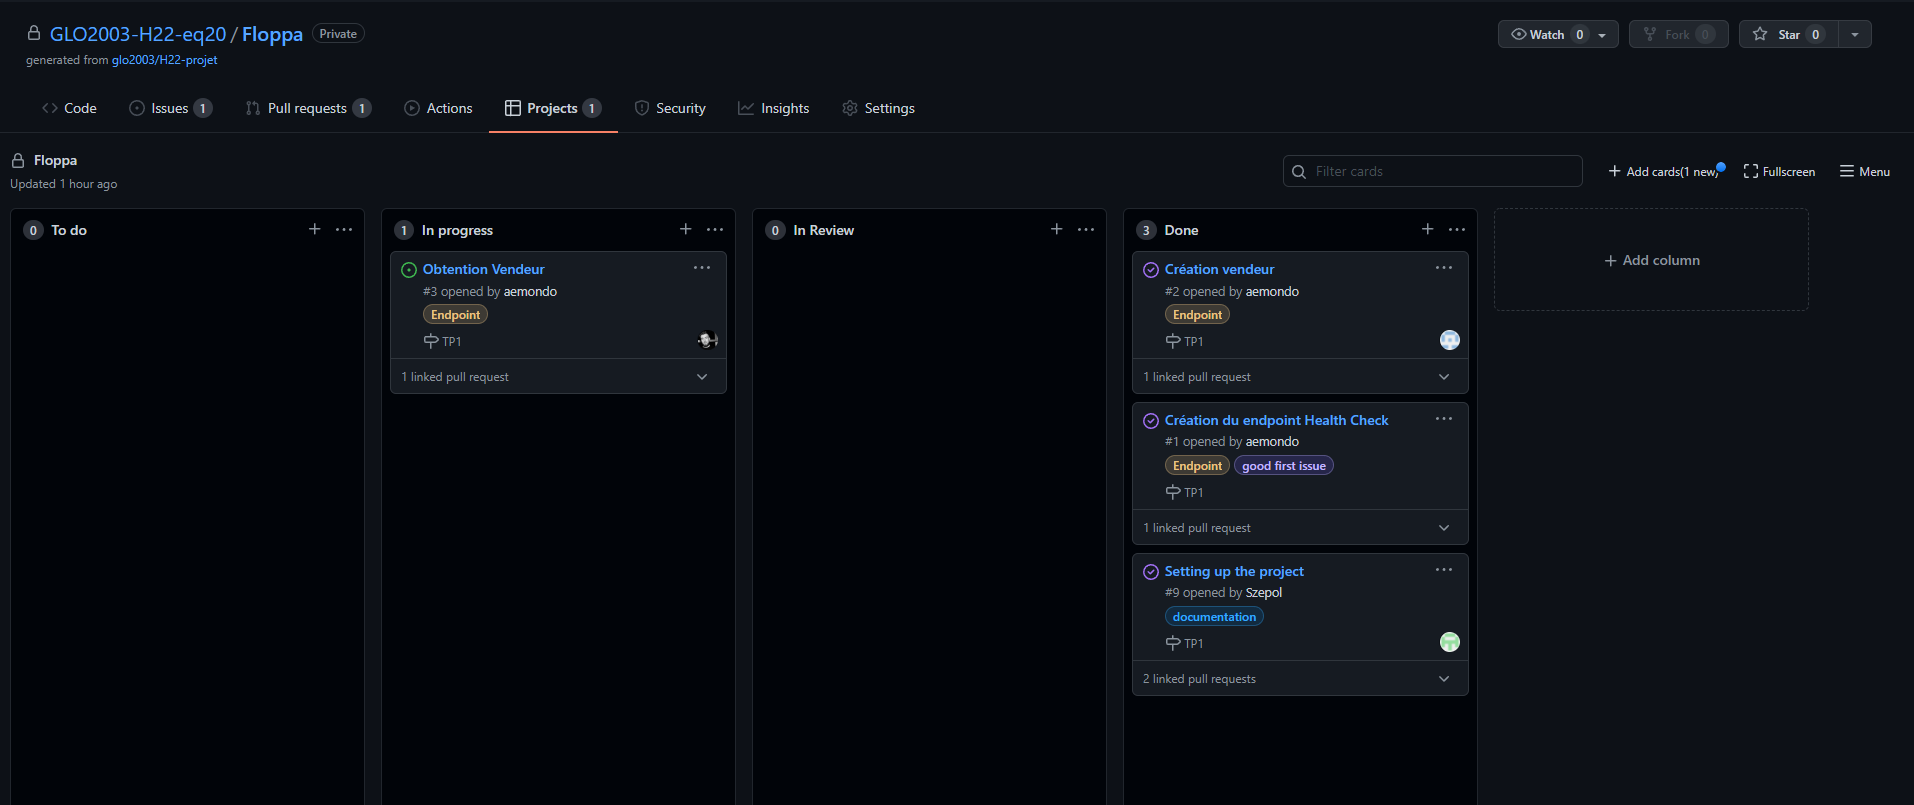 GLO2003-H22-eq20 / Floppa Private
Watch 0 Fork 0 Star 0
generated from glo2003/H22-projet
Code Issues 1 Pull requests 1 Actions Projects 1 Security Insights Settings
Floppa
Updated 1 hour ago
Filter cards
Add cards(1 new)
Fullscreen
Menu
0 To do
1 In progress
Obtention Vendeur
#3 opened by aemondo
Endpoint
TP1
1 linked pull request
0 In Review
3 Done
Création vendeur
#2 opened by aemondo
Endpoint
TP1
1 linked pull request
Création du endpoint Health Check
#1 opened by aemondo
Endpoint good first issue
TP1
1 linked pull request
Setting up the project
#9 opened by Szepol
documentation
TP1
2 linked pull requests
Add column